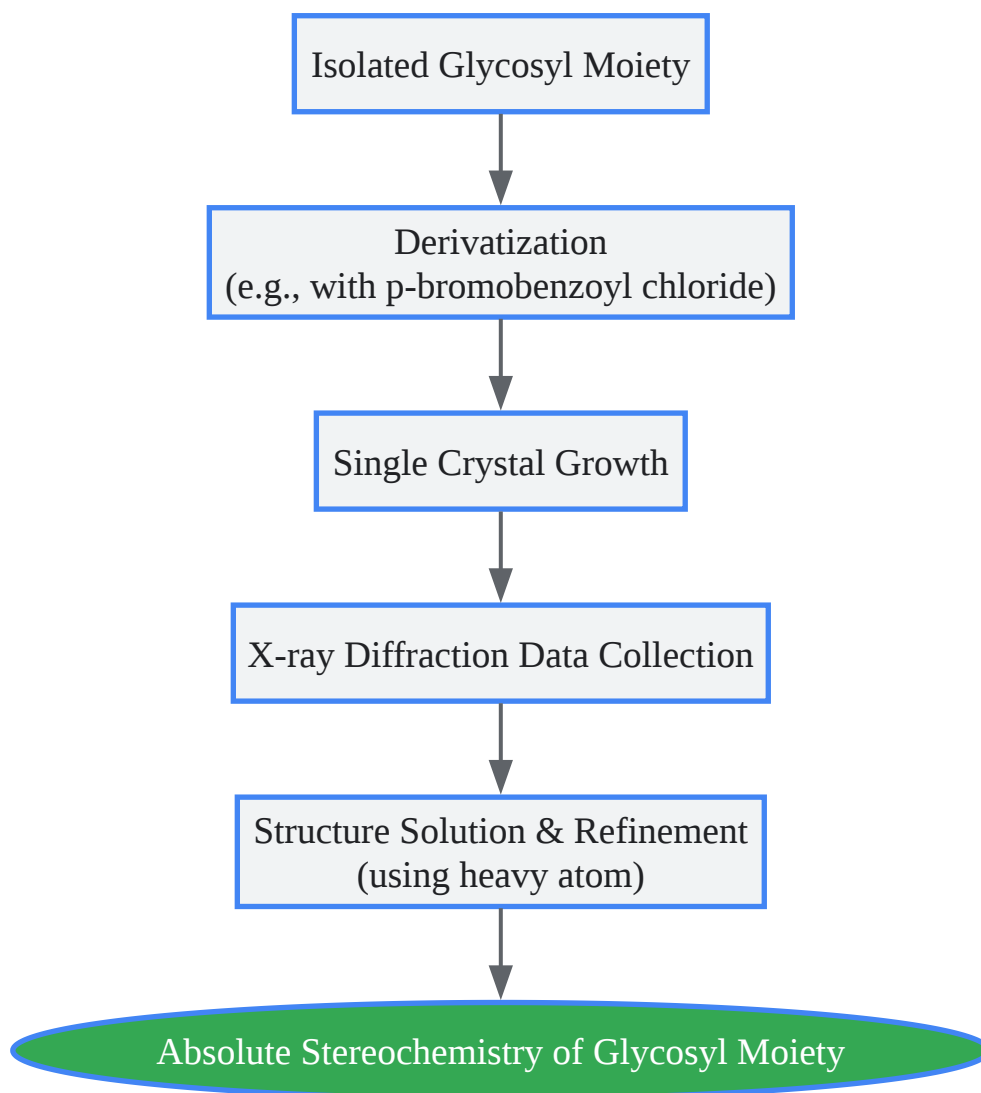 Isolated Glycosyl Moiety
Derivatization
(e.g., with p-bromobenzoyl chloride)
Single Crystal Growth
X-ray Diffraction Data Collection
Structure Solution & Refinement
(using heavy atom)
Absolute Stereochemistry of Glycosyl Moiety